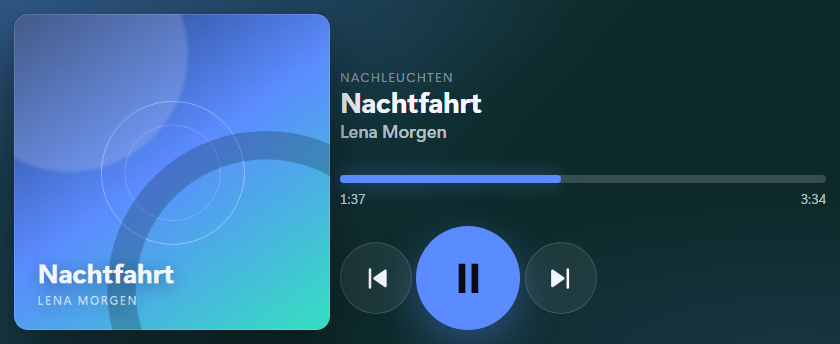 Nachtfahrt
LENA MORGEN
NACHLEUCHTEN
Nachtfahrt
Lena Morgen
1:37
3:34